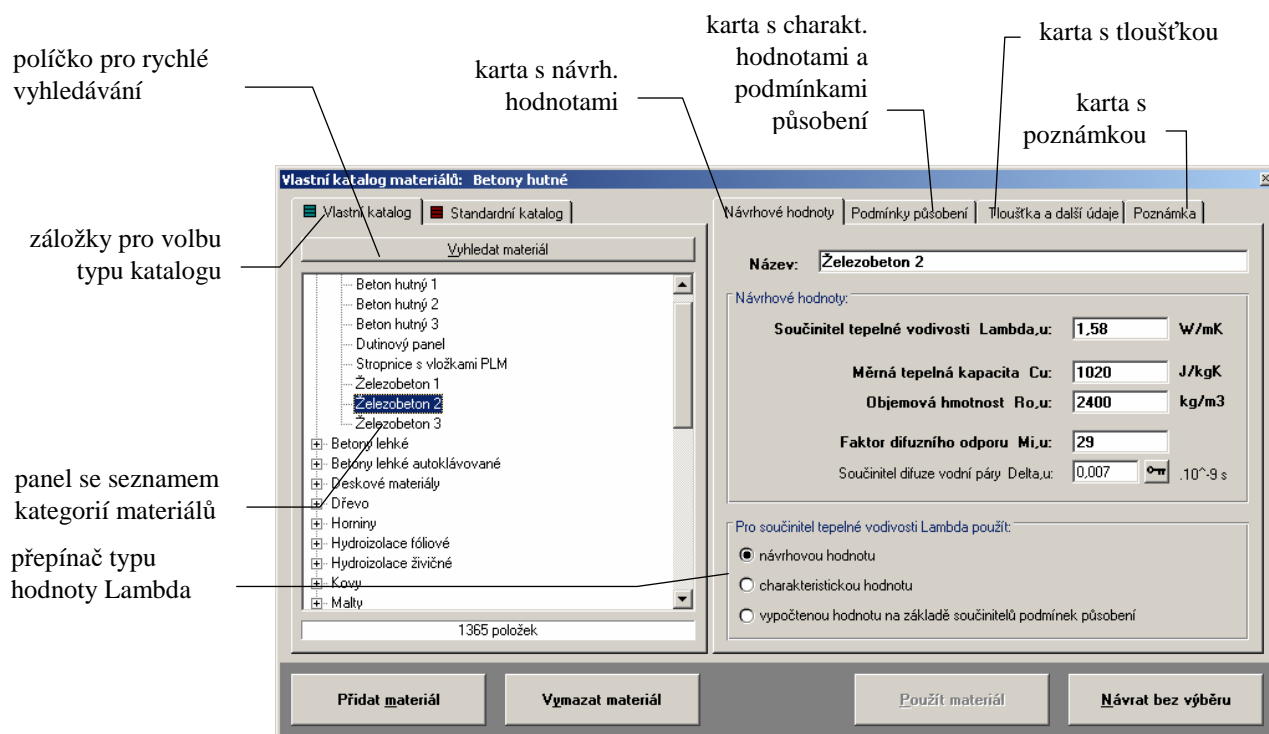 políčko pro rychlé
vyhledávání
karta s návrh.
hodnotami
karta s charakt.
hodnotami a
podmínkami
působení
karta s tloušťkou
karta s
poznámkou
záložky pro volbu
typu katalogu
panel se seznamem
kategorií materiálů
přepínač typu
hodnoty Lambda
Vlastní katalog materiálů: Betony hutné
Vlastní katalog
Standardní katalog
Vyhledat materiál
Beton hutný 1
Beton hutný 2
Beton hutný 3
Dutinový panel
Stropnice s vložkami PLM
Železobeton 1
Železobeton 2
Železobeton 3
Betony lehké
Betony lehké autoklávované
Deskové materiály
Dřevo
Horniny
Hydroizolace fóliové
Hydroizolace živičné
Kovy
Malty
1365 položek
Návrhové hodnoty
Podmínky působení
Tloušťka a další údaje
Poznámka
Název: Železobeton 2
Návrhové hodnoty:
Součinitel tepelné vodivosti Lambda,u: 1,58 W/mK
Měrná tepelná kapacita Cu: 1020 J/kgK
Objemová hmotnost Ro,u: 2400 kg/m3
Faktor difuzního odporu Mi,u: 29
Součinitel difuze vodní páry Delta,u: 0,007 .10^-9 s
Pro součinitel tepelné vodivosti Lambda použít:
návrhovou hodnotu
charakteristickou hodnotu
vypočtenou hodnotu na základě součinitelů podmínek působení
Přidat materiál
Vymazat materiál
Použít materiál
Návrat bez výběru